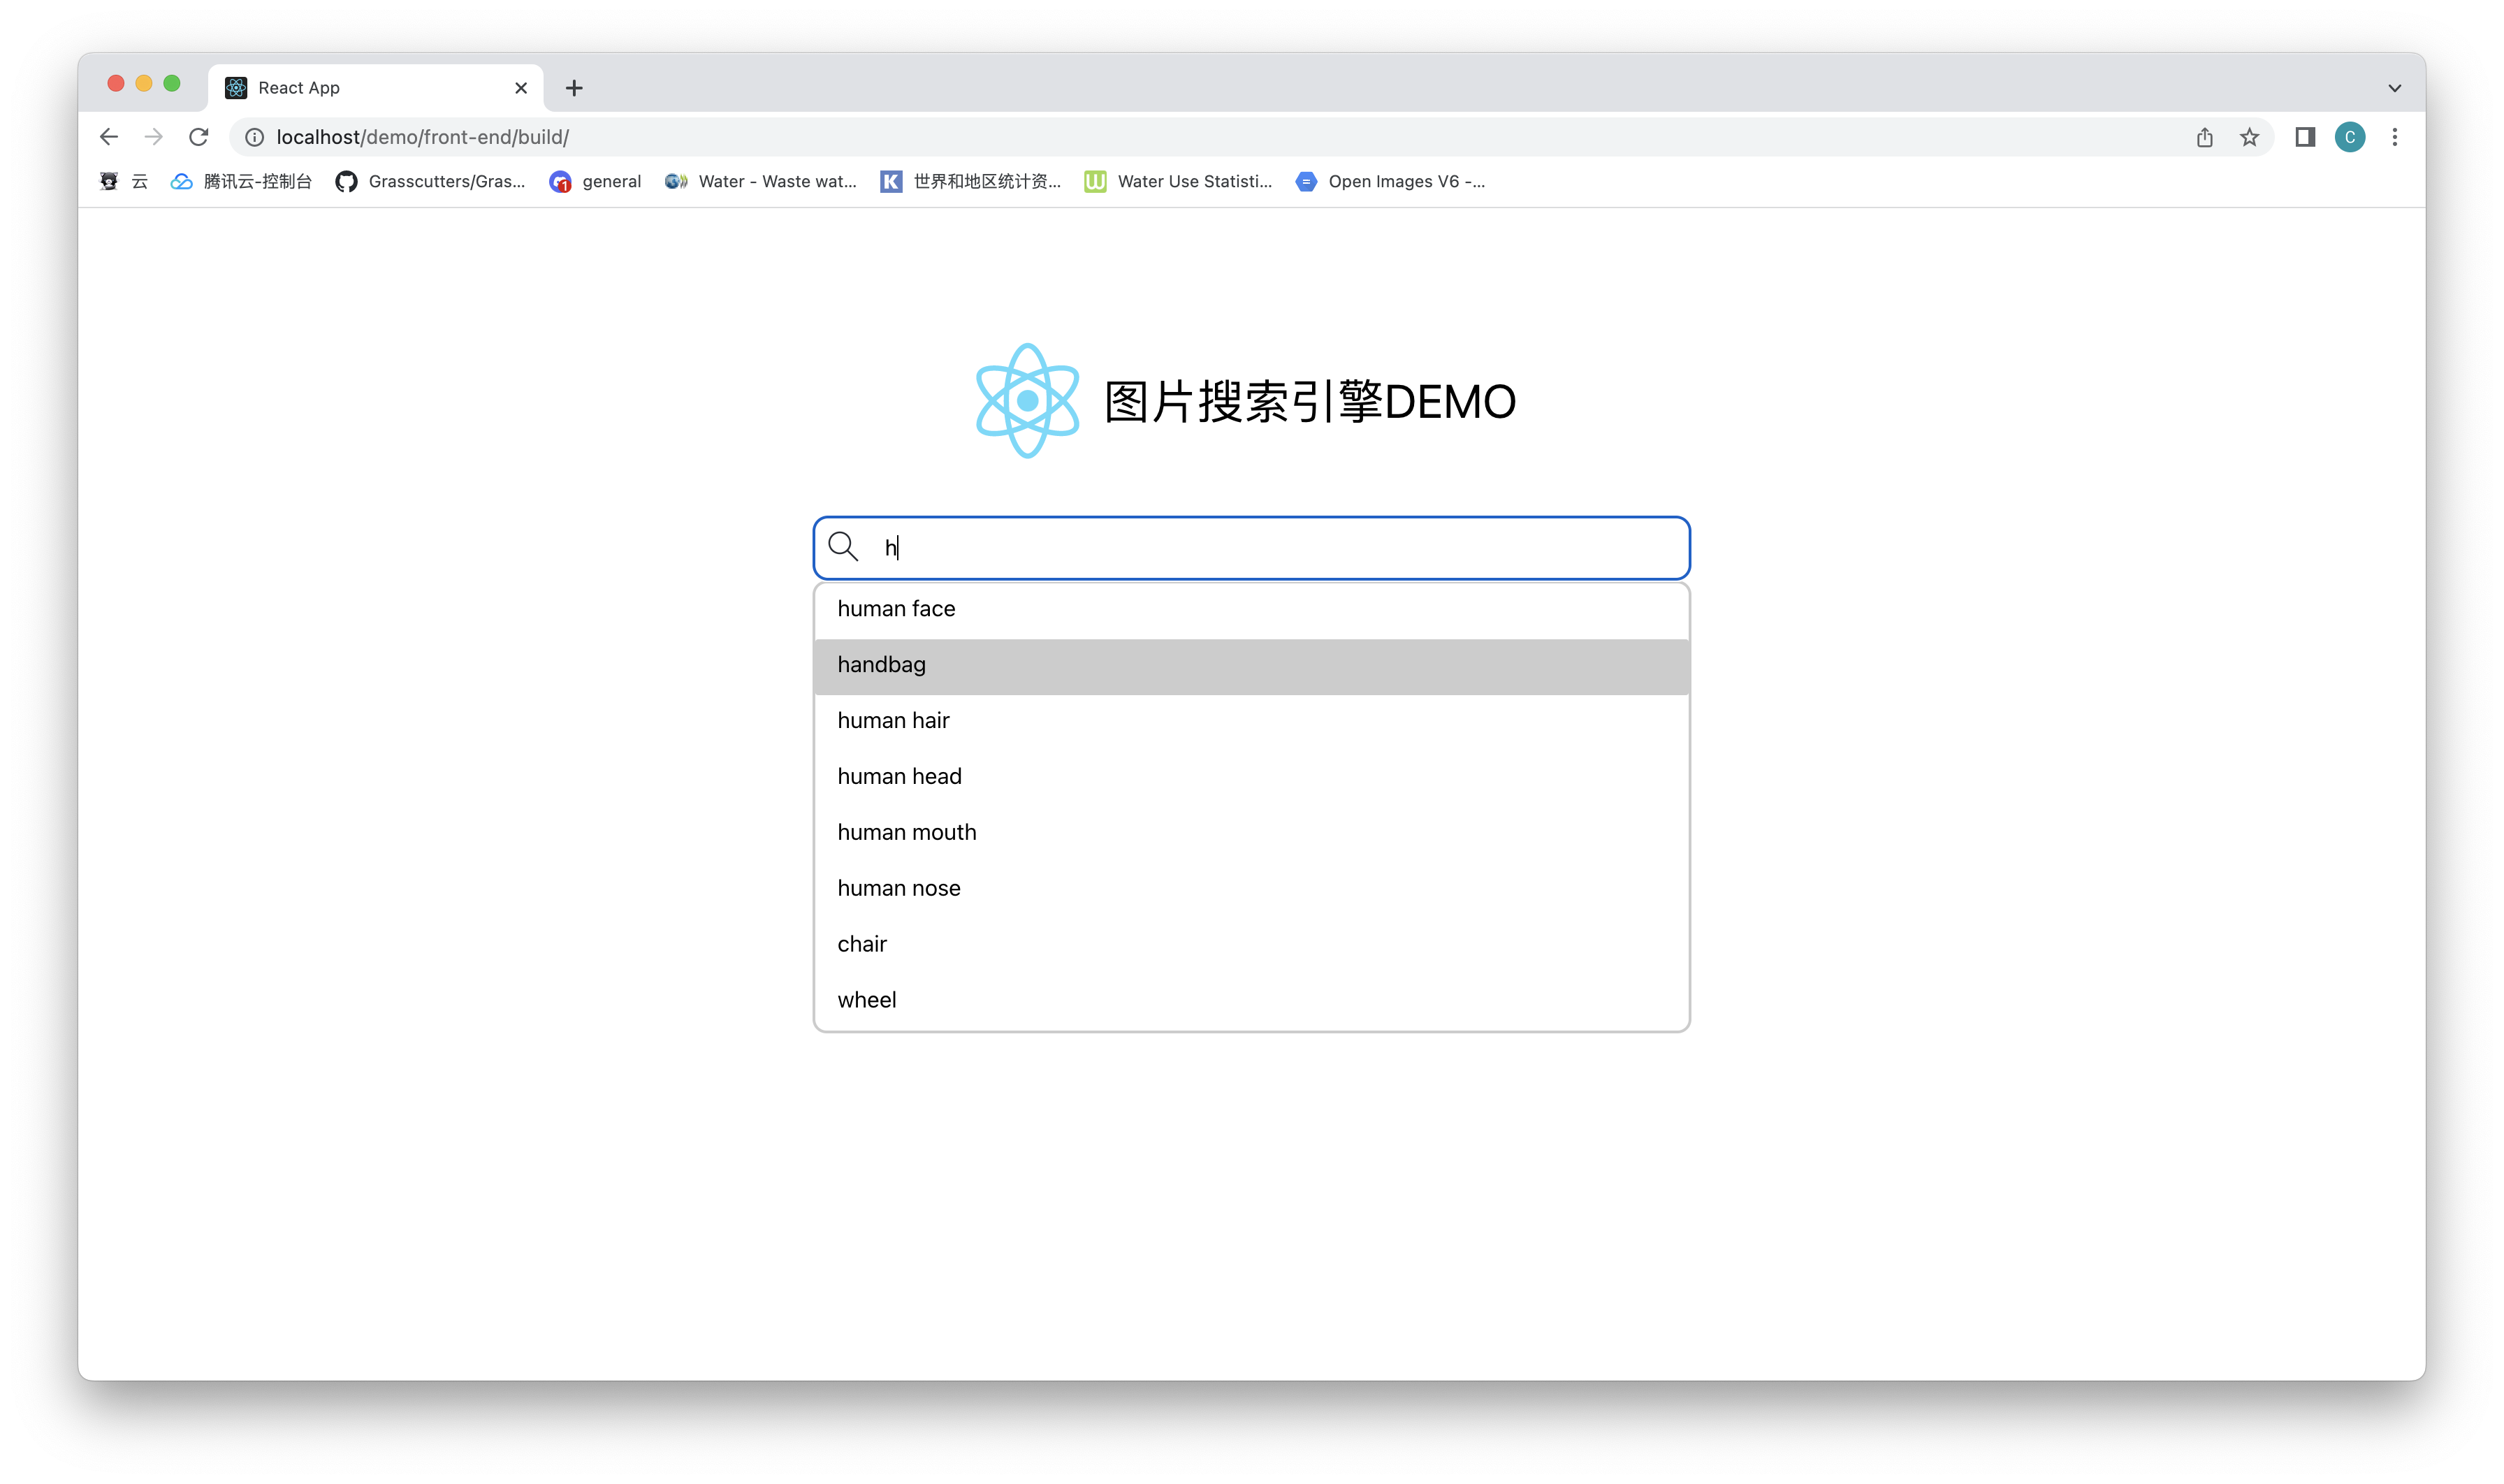 React App
localhost/demo/front-end/build/
C
云 腾讯云-控制台 Grasscutters/Gras... 1 general Water - Waste wat... K 世界和地区统计资... W Water Use Statisti... Open Images V6 -...
图片搜索引擎DEMO
h
human face
handbag
human hair
human head
human mouth
human nose
chair
wheel